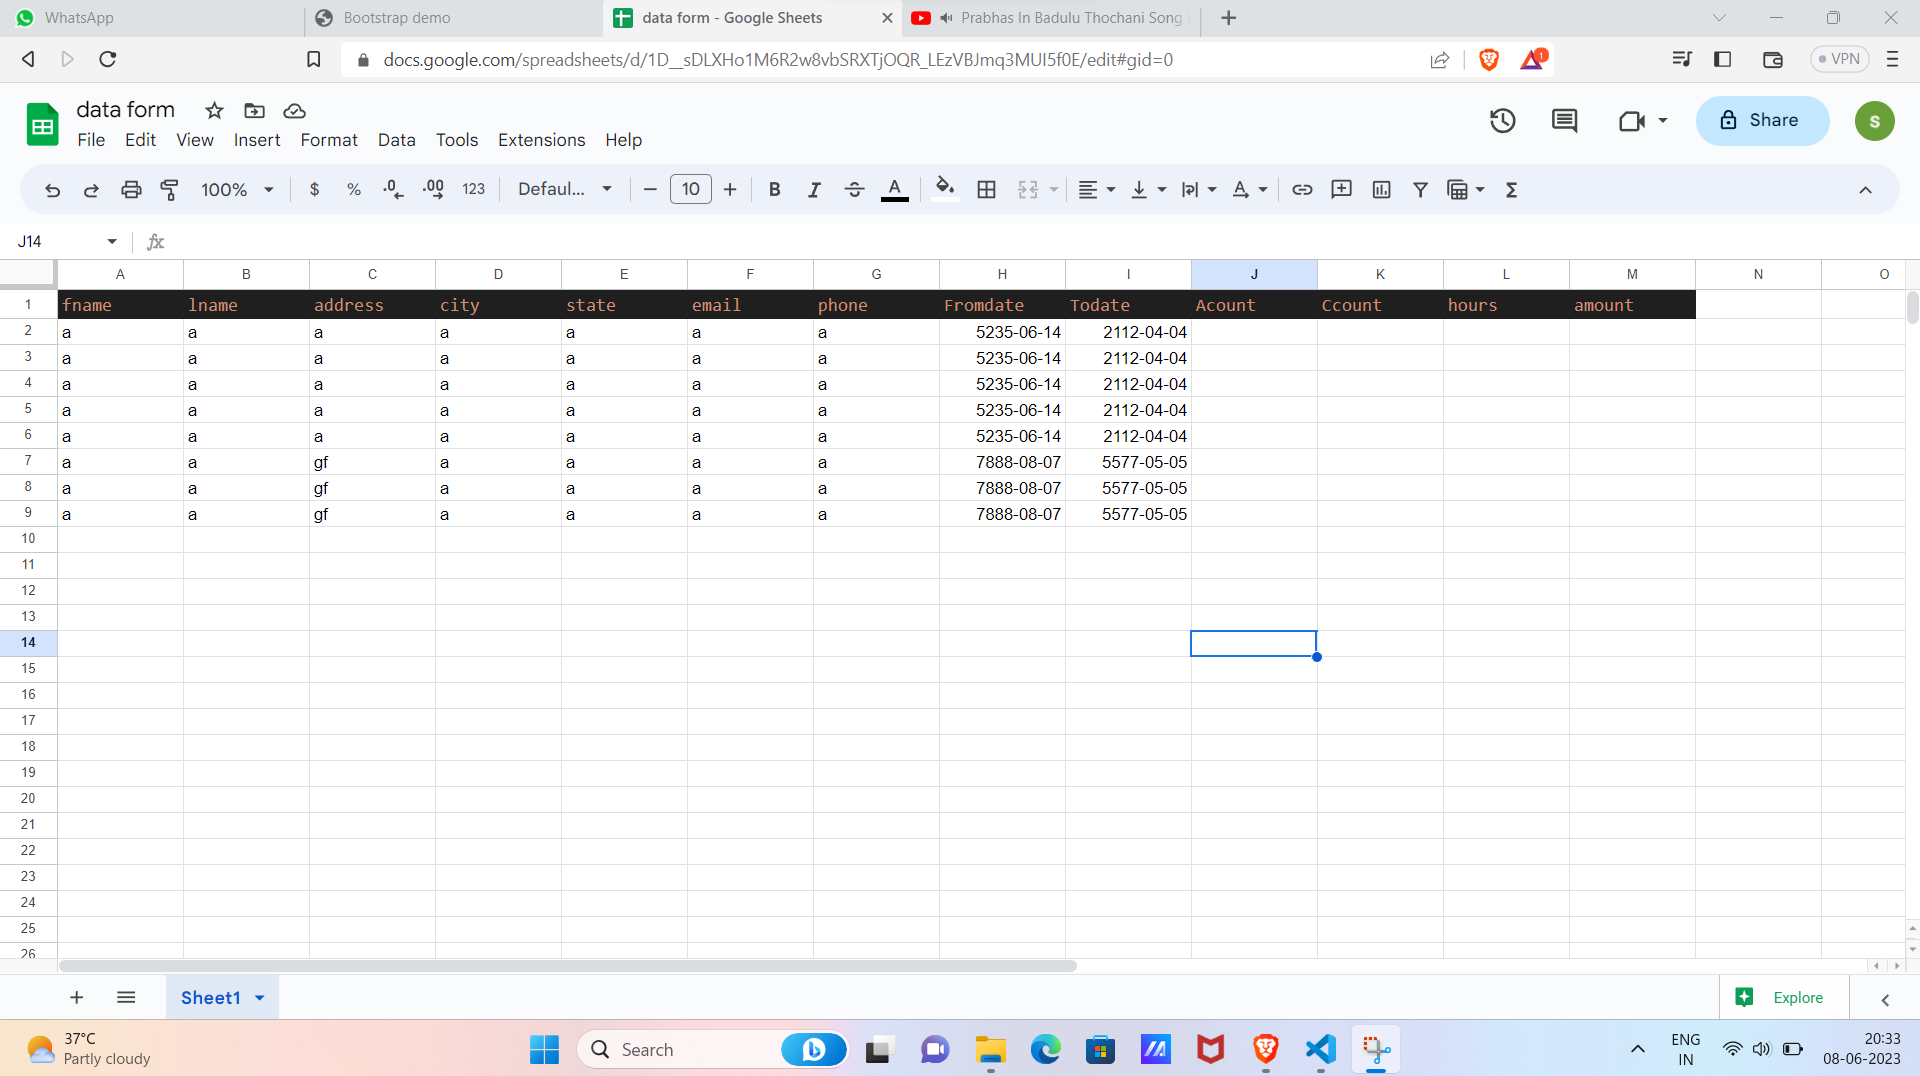 WhatsApp
Bootstrap demo
data form - Google Sheets
Prabhas In Badulu Thochani Song
docs.google.com/spreadsheets/d/1D__sDLXHo1M6R2w8vbSRXTjOQR_LEzVBJmq3MUI5f0E/edit#gid=0
1
VPN
data form
File Edit View Insert Format Data Tools Extensions Help
Share
S
100% $ % .0 .00 123 Defaul... 10 B I S A
J14 fx
A B C D E F G H I J K L M N O
1 fname lname address city state email phone Fromdate Todate Acount Ccount hours amount
2 a a a a a a a 5235-06-14 2112-04-04
3 a a a a a a a 5235-06-14 2112-04-04
4 a a a a a a a 5235-06-14 2112-04-04
5 a a a a a a a 5235-06-14 2112-04-04
6 a a a a a a a 5235-06-14 2112-04-04
7 a a gf a a a a 7888-08-07 5577-05-05
8 a a gf a a a a 7888-08-07 5577-05-05
9 a a gf a a a a 7888-08-07 5577-05-05
10
11
12
13
14
15
16
17
18
19
20
21
22
23
24
25
26
Sheet1
Explore
37°C
Partly cloudy
Search
ENG
IN
20:33
08-06-2023